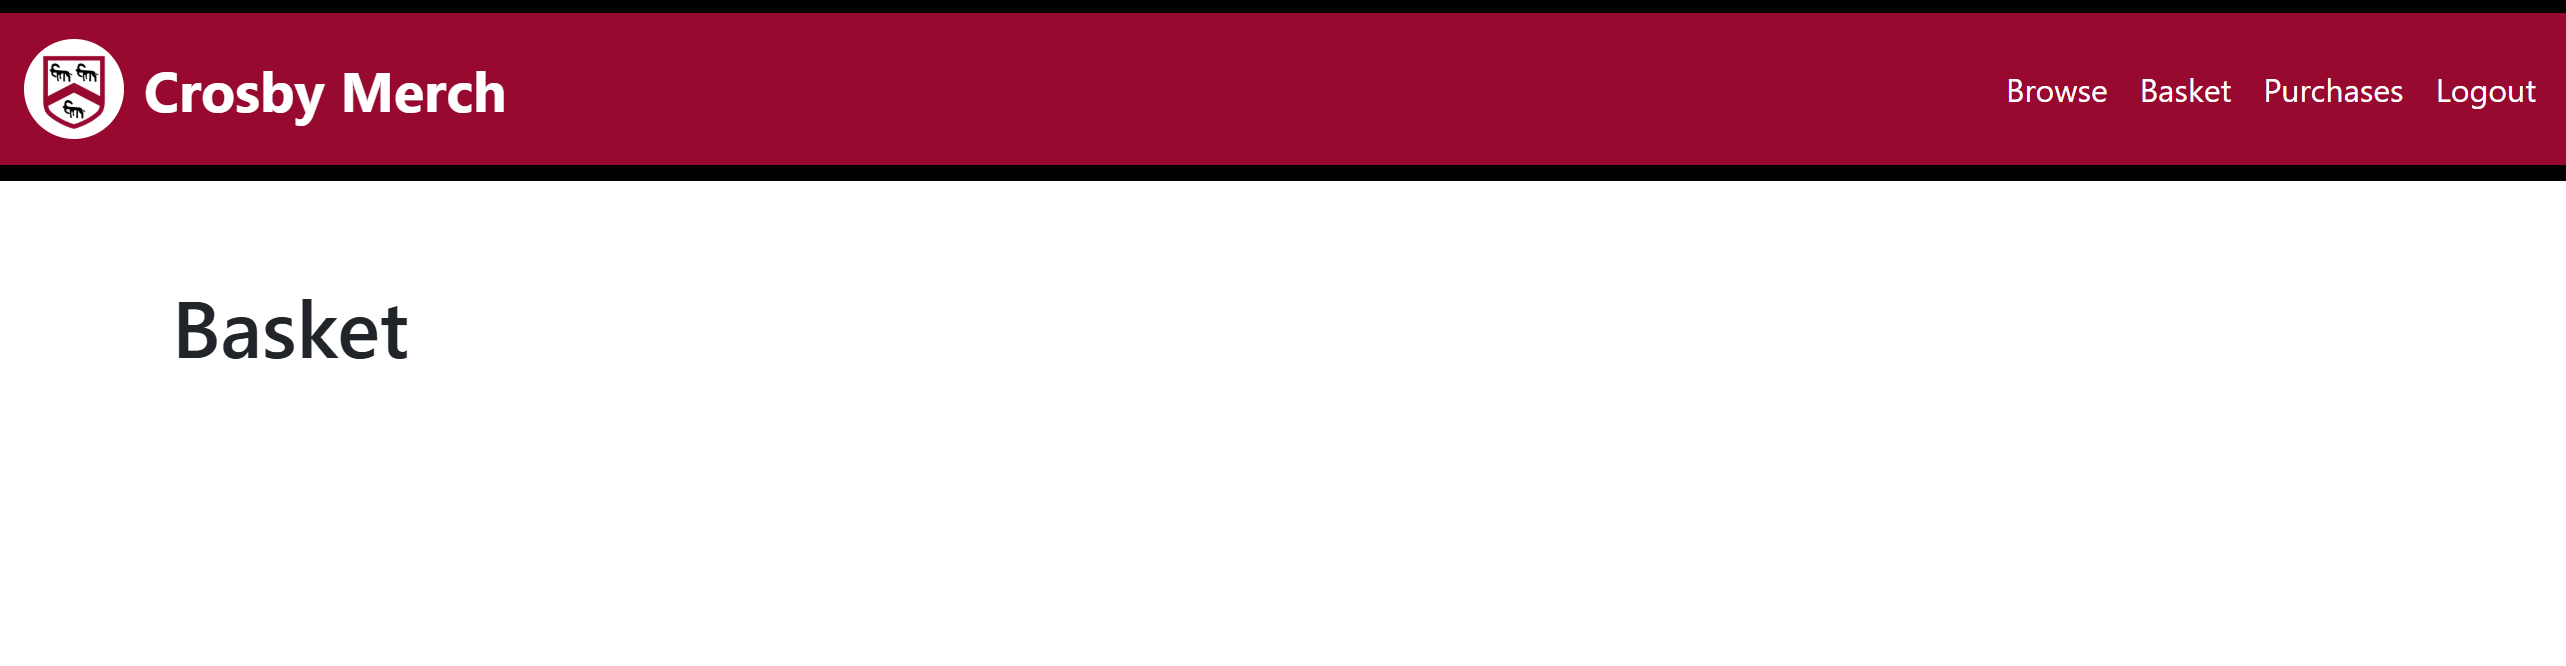 Crosby Merch
Browse Basket Purchases Logout
Basket